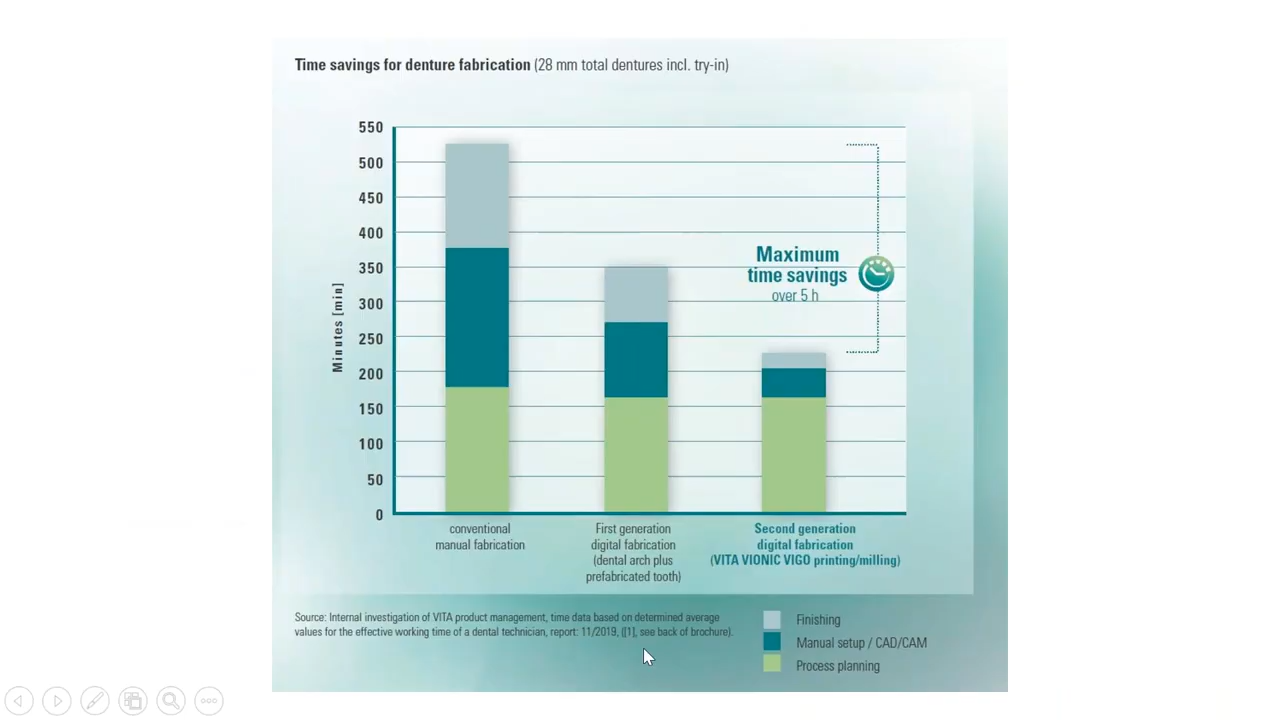 Time savings for denture fabrication (28 mm total dentures incl. try-in)
550
500
450
400
350
300
250
200
150
100
50
0
Minutes [min]
Maximum
time savings
over 5 h
conventional
manual fabrication
First generation
digital fabrication
(dental arch plus
prefabricated tooth)
Second generation
digital fabrication
(VITA VIONIC VIGO printing/milling)
Source: Internal investigation of VITA product management, time data based on determined average
values for the effective working time of a dental technician, report: 11/2019, ([1], see back of brochure).
Finishing
Manual setup / CAD/CAM
Process planning